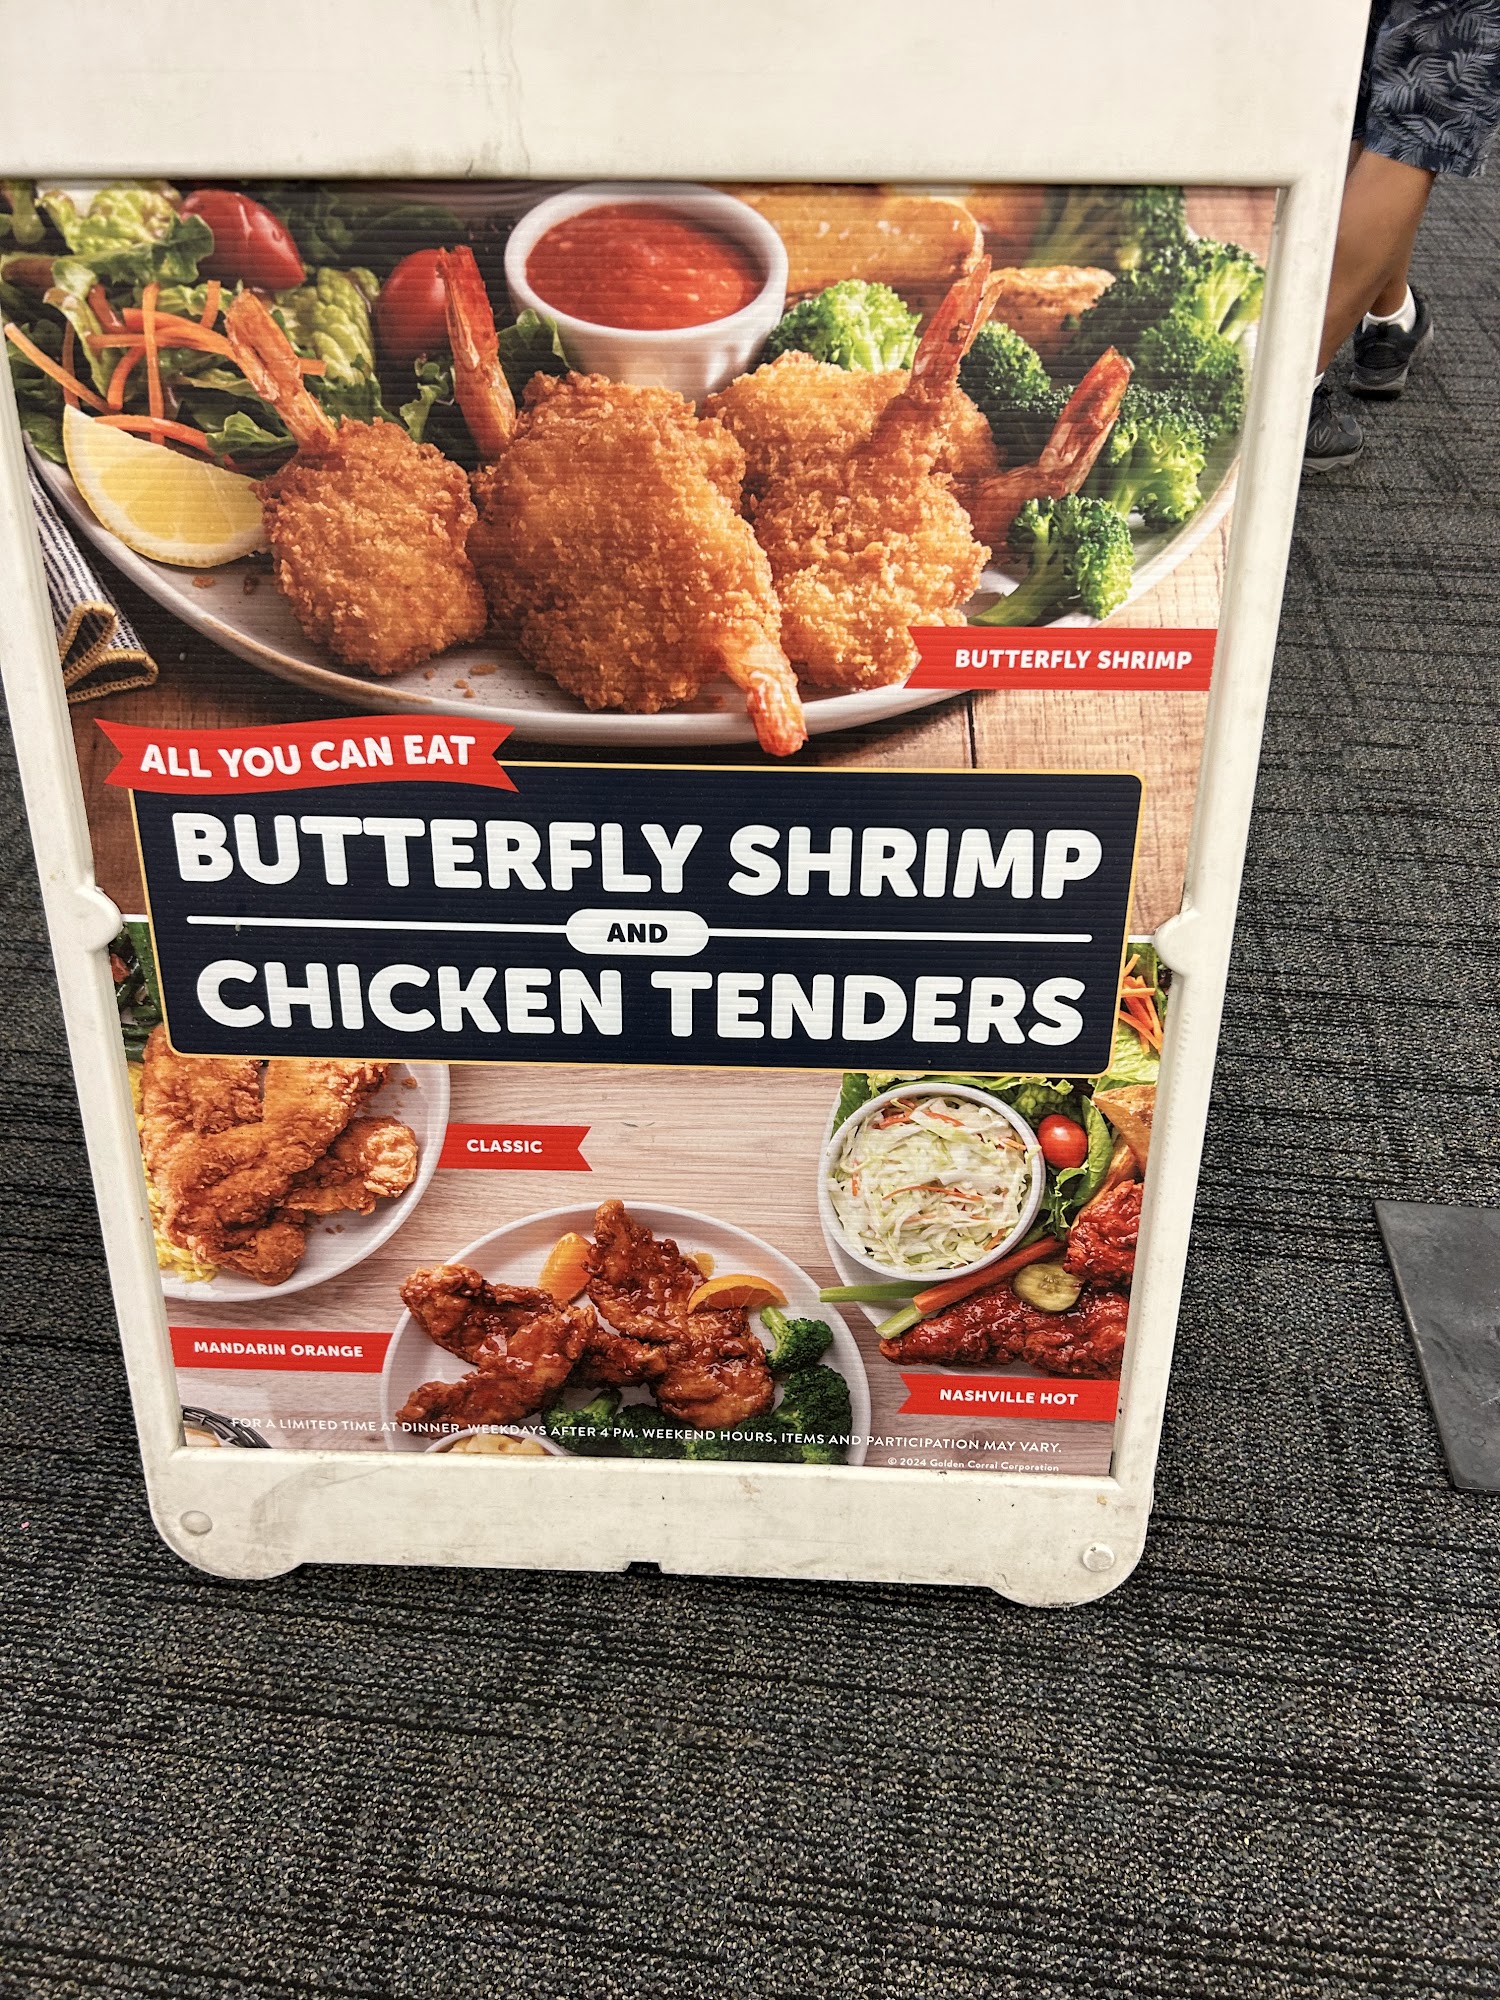 BUTTERFLY SHRIMP
ALL YOU CAN EAT
BUTTERFLY SHRIMP
AND
CHICKEN TENDERS
CLASSIC
MANDARIN ORANGE
NASHVILLE HOT
FOR A LIMITED TIME AT DINNER. WEEKDAYS AFTER 4 PM. WEEKEND HOURS, ITEMS AND PARTICIPATION MAY VARY.
© 2024 Golden Corral Corporation